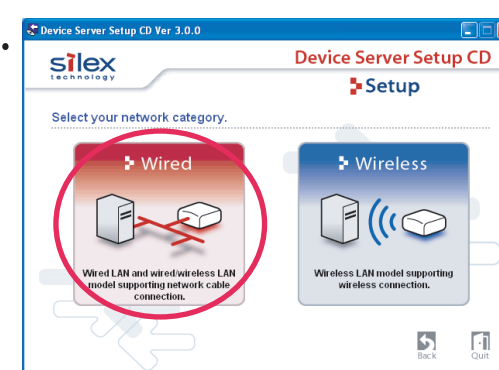 Device Server Setup CD Ver 3.0.0
silex
technology
Device Server Setup CD
Setup
Select your network category.
Wired
Wired LAN and wired/wireless LAN
model supporting network cable
connection.
Wireless
Wireless LAN model supporting
wireless connection.
Back
Quit